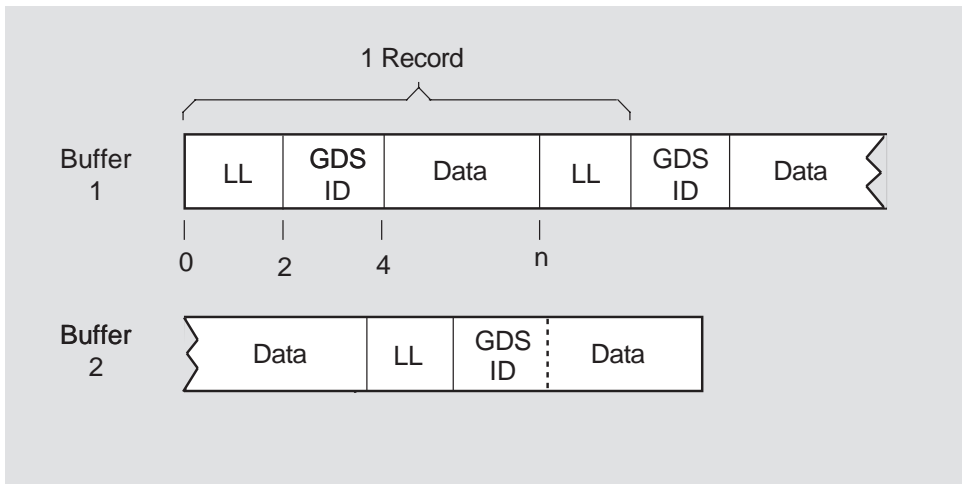 1 Record
Buffer
1
LL
GDS
ID
Data
LL
GDS
ID
Data
0
2
4
n
Buffer
2
Data
LL
GDS
ID
Data